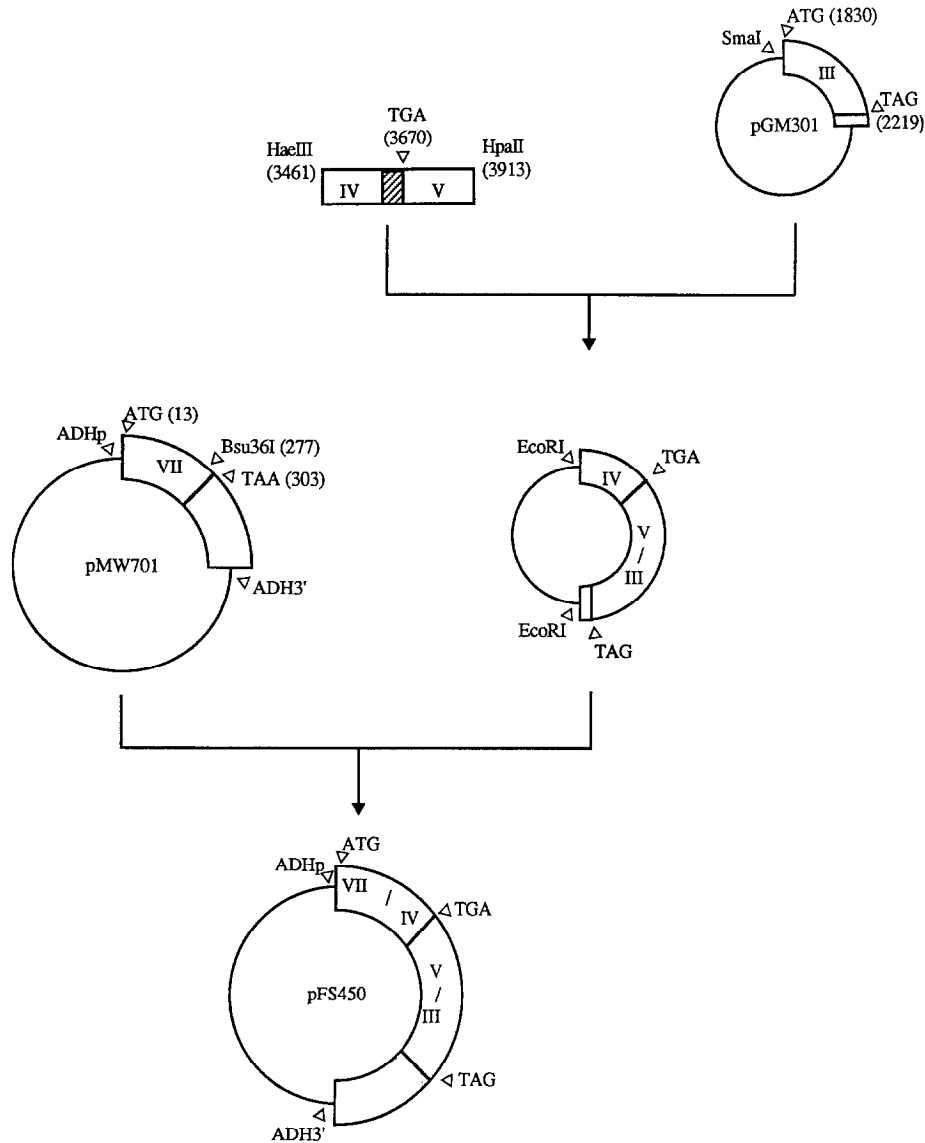 ATG (1830)
SmaI
III
TAG
(2219)
pGM301
TGA
(3670)
HaeIII
(3461)
HpaII
(3913)
IV
V
ATG (13)
ADHp
Bsu36I (277)
VII
TAA (303)
pMW701
ADH3'
EcoRI
IV
TGA
V
/
III
EcoRI
TAG
ATG
ADHp
VII
/
IV
TGA
V
/
III
pFS450
TAG
ADH3'